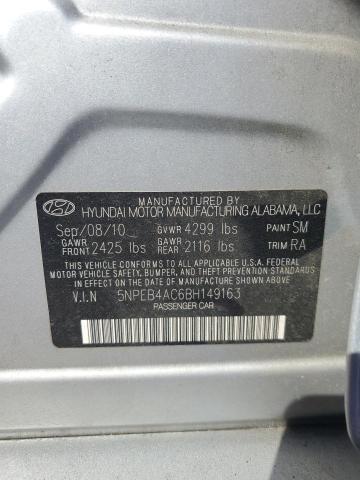 MANUFACTURED BY
HYUNDAI MOTOR MANUFACTURING ALABAMA, LLC
Sep/08/10 GVWR 4299 lbs PAINT SM
GAWR FRONT 2425 lbs GAWR REAR 2116 lbs TRIM RA
THIS VEHICLE CONFORMS TO ALL APPLICABLE U.S. FEDERAL
MOTOR VEHICLE SAFETY, BUMPER, AND THEFT PREVENTION STANDARDS
IN EFFECT ON THE DATE OF MANUFACTURE SHOWN ABOVE.
V.I.N 5NPEB4AC6BH149163
PASSENGER CAR